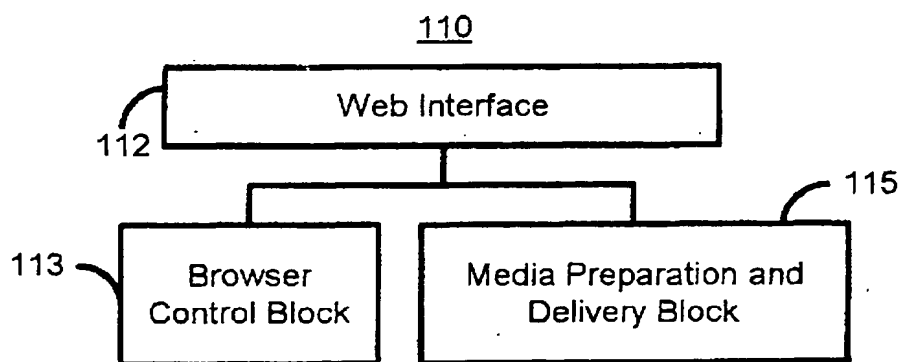 110
Web Interface
112
115
113
Browser
Control Block
Media Preparation and
Delivery Block